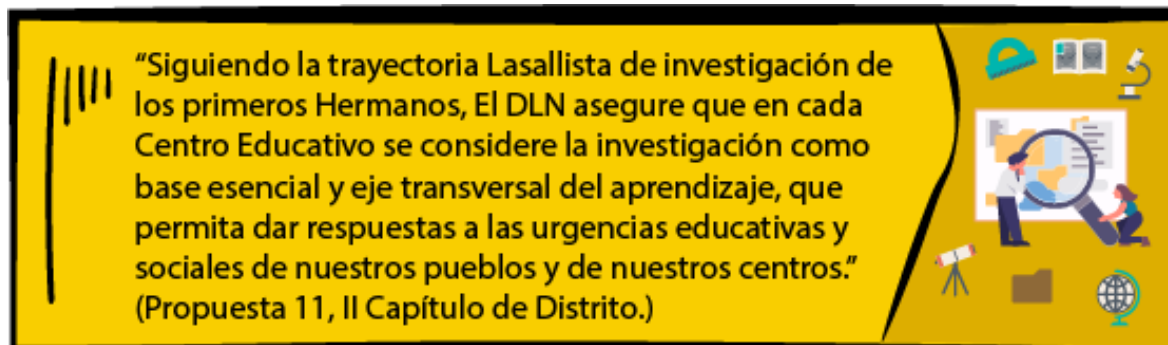 “Siguiendo la trayectoria Lasallista de investigación de
los primeros Hermanos, El DLN asegure que en cada
Centro Educativo se considere la investigación como
base esencial y eje transversal del aprendizaje, que
permita dar respuestas a las urgencias educativas y
sociales de nuestros pueblos y de nuestros centros.”
(Propuesta 11, II Capítulo de Distrito.)